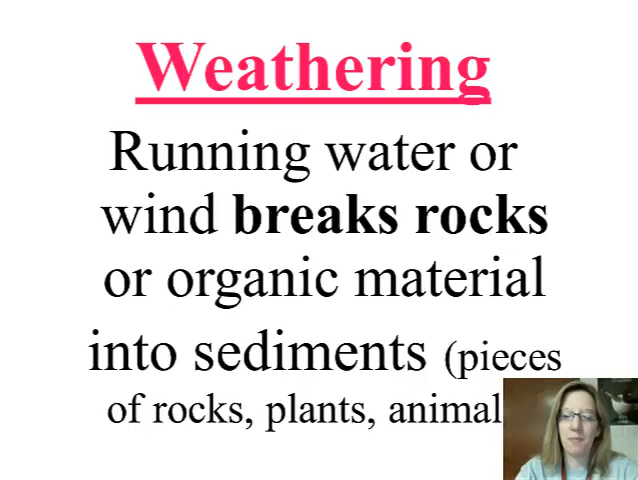 Weathering
Running water or
wind breaks rocks
or organic material
into sediments (pieces
of rocks, plants, animal